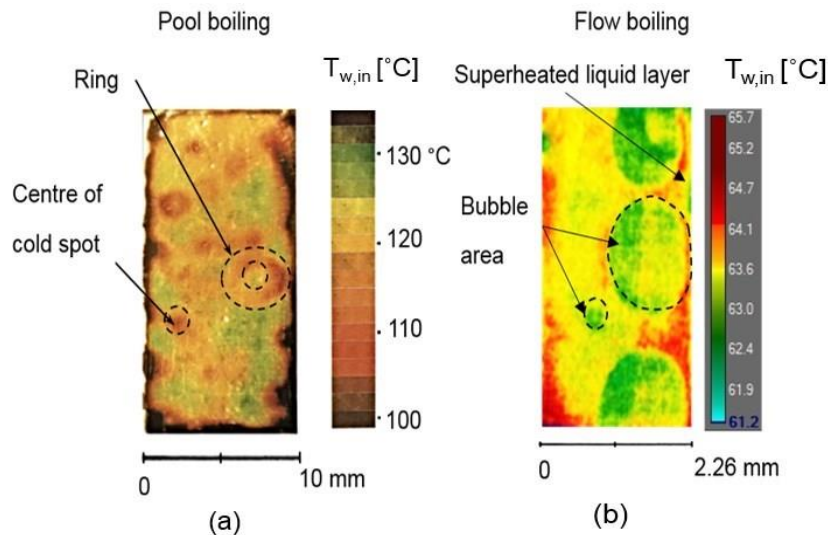 Pool boiling
Ring
Centre of
cold spot
T_w,in [°C]
130 °C
120
110
100
0
10 mm
(a)
Flow boiling
Superheated liquid layer
Bubble
area
T_w,in [°C]
65.7
65.2
64.7
64.1
63.6
63.0
62.4
61.9
61.2
0
2.26 mm
(b)